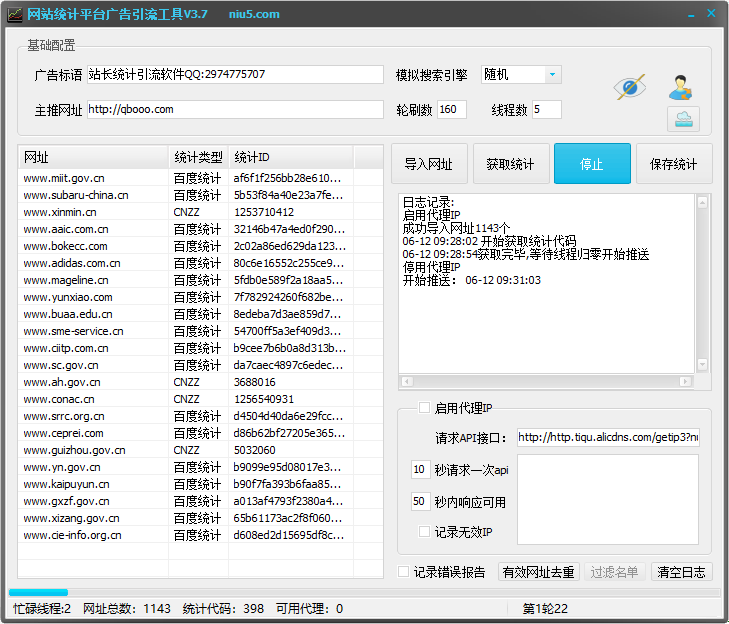 网站统计平台广告引流工具V3.7 niu5.com
基础配置
广告标语 站长统计引流软件QQ:2974775707 模拟搜索引擎 随机
主推网址 http://qbooo.com 轮刷数 160 线程数 5
导入网址 获取统计 停止 保存统计
网址 统计类型 统计ID
www.miit.gov.cn 百度统计 af6f1f256bb28e610...
www.subaru-china.cn 百度统计 5b53f84a40e23a7fe...
www.xinmin.cn CNZZ 1253710412
www.aaic.com.cn 百度统计 32146b47a4ed0f290...
www.bokecc.com 百度统计 2c02a86ed629da123...
www.adidas.com.cn 百度统计 80c6e16552c255ce9...
www.mageline.cn 百度统计 5fdb0e589f2a18aa5...
www.yunxiao.com 百度统计 7f782924260f682be...
www.buaa.edu.cn 百度统计 8edeba7d3ae859d7...
www.sme-service.cn 百度统计 54700ff5a3ef409d3...
www.ciitp.com.cn 百度统计 b9cee7b6b0a8d313b...
www.sc.gov.cn 百度统计 da7caec4897c6edec...
www.ah.gov.cn CNZZ 3688016
www.conac.cn CNZZ 1256540931
www.srrc.org.cn 百度统计 d4504d40da6e29fcc...
www.ceprei.com 百度统计 d86b62bf27205e365...
www.guizhou.gov.cn CNZZ 5032060
www.yn.gov.cn 百度统计 b9099e95d08017e3...
www.kaipuyun.cn 百度统计 b90f7fa393b6faa85...
www.gxzf.gov.cn 百度统计 a013af4793f2380a4...
www.xizang.gov.cn 百度统计 65b61173ac2f8f060...
www.cie-info.org.cn 百度统计 d608ed2d15695df8c...
日志记录:
启用代理IP
成功导入网址1143个
06-12 09:28:02 开始获取统计代码
06-12 09:28:54获取完毕,等待线程归零开始推送
停用代理IP
开始推送: 06-12 09:31:03
启用代理IP
请求API接口: http://http.tiqu.alicdns.com/getip3?nu
10 秒请求一次api
50 秒内响应可用
记录无效IP
记录错误报告 有效网址去重 过滤名单 清空日志
忙碌线程:2 网址总数: 1143 统计代码: 398 可用代理: 0 第1轮22